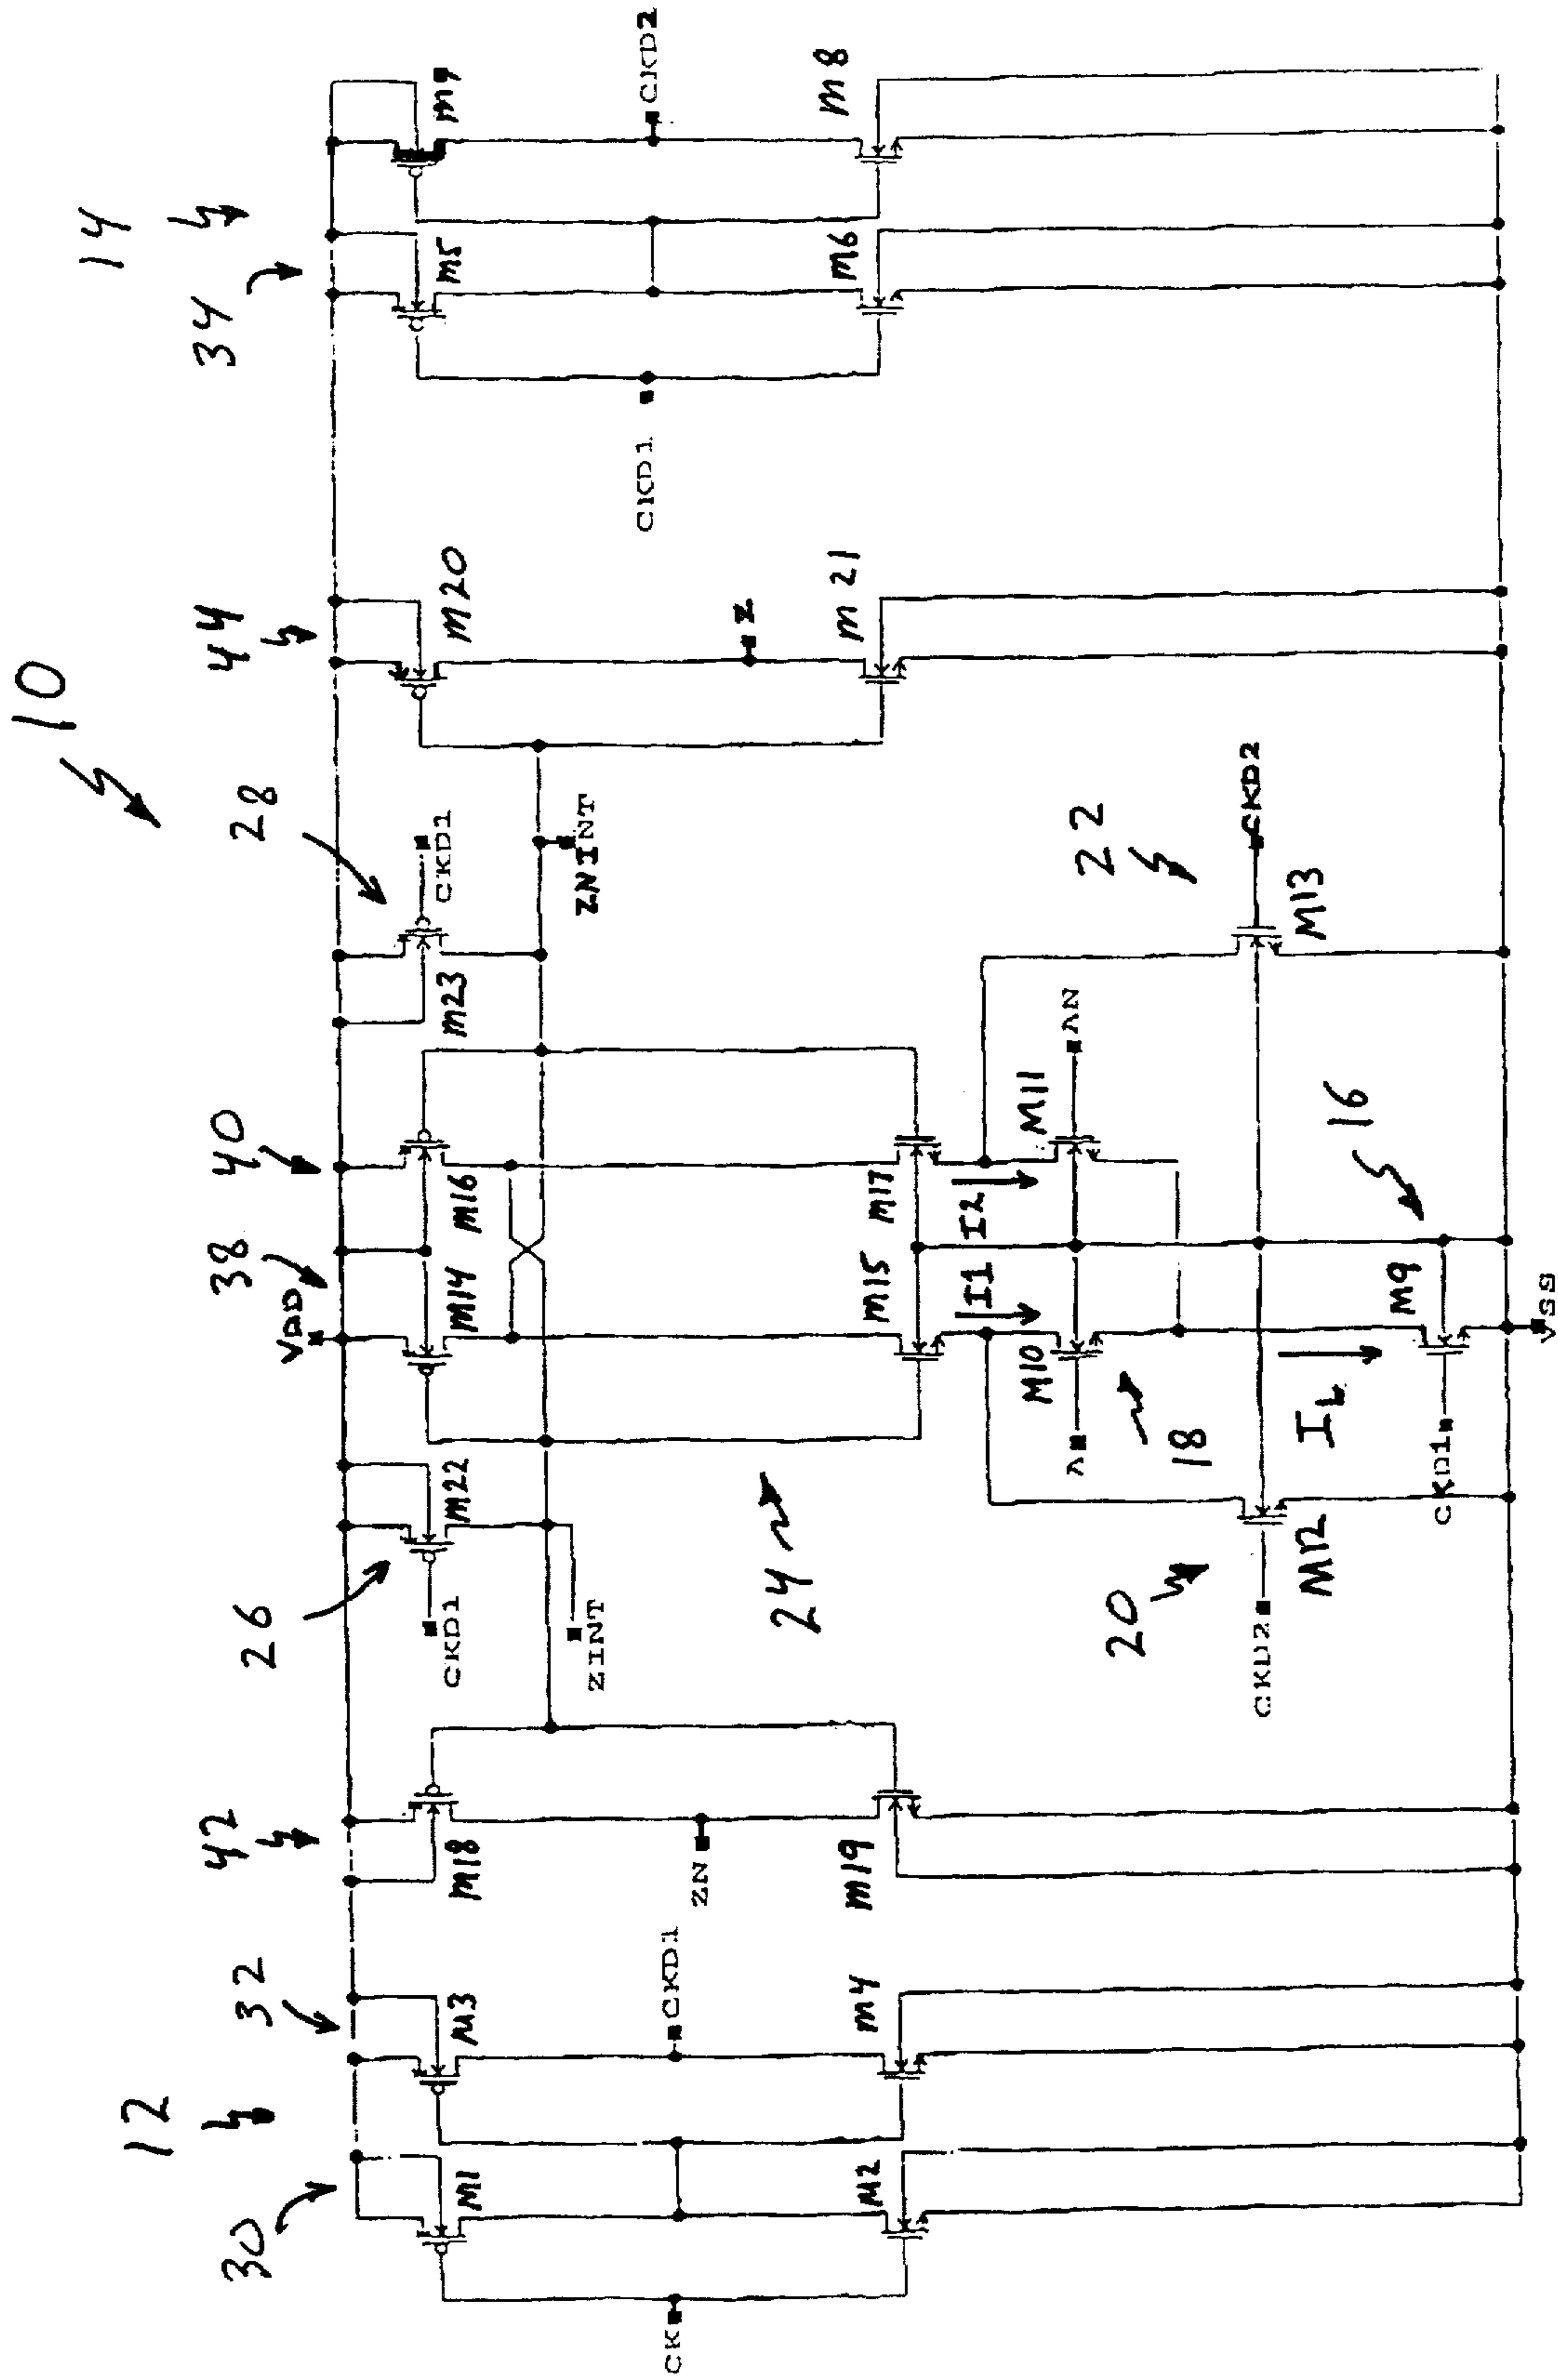 10
12
30
32
42
26
38
40
28
44
34
14
VDD
CKD1
CKD1
M1
M3
M18
M22
M14
M16
M23
M20
M5
M7
ZINT
ZNINT
CK
CKD1
ZN
Z
CKD1
CKD2
24
M2
M4
M19
M15
M17
M21
M6
M8
I1
I2
A
M10
M11
AN
20
18
22
CKD2
M12
M13
CKD2
IL
16
CKD1
M9
VSS